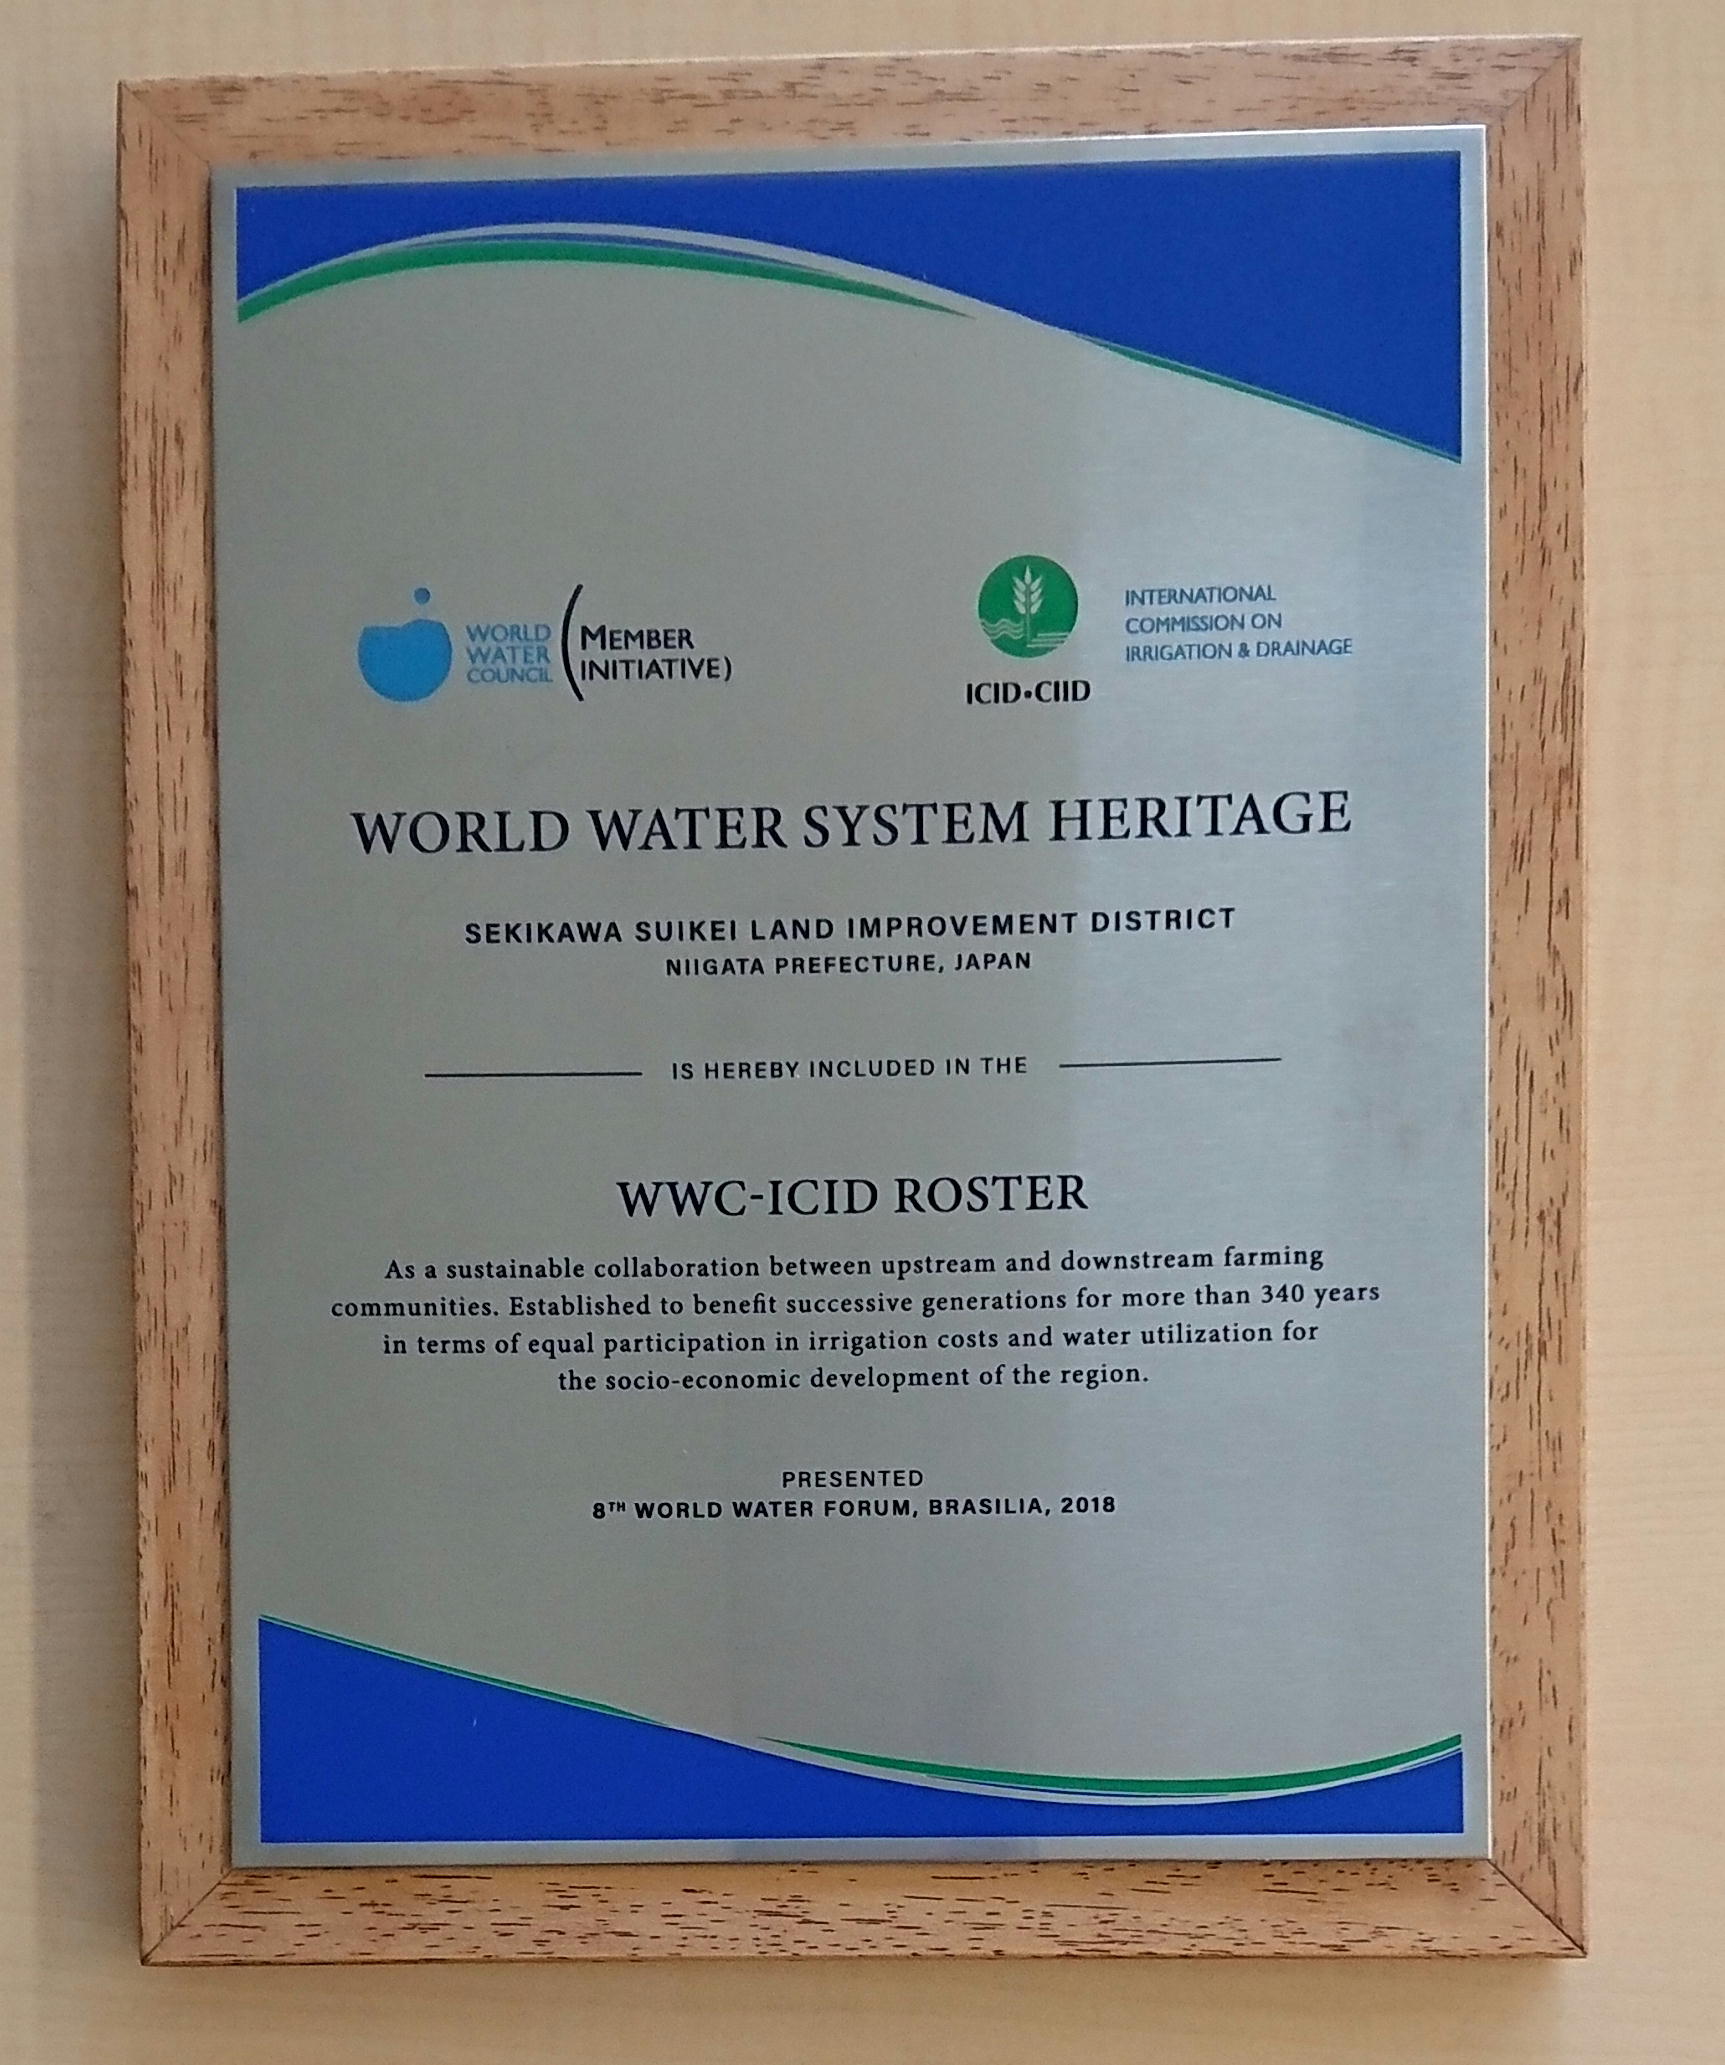 WORLD
WATER
COUNCIL
(MEMBER
INITIATIVE)
ICID•CIID
INTERNATIONAL
COMMISSION ON
IRRIGATION & DRAINAGE
WORLD WATER SYSTEM HERITAGE
SEKIKAWA SUIKEI LAND IMPROVEMENT DISTRICT
NIIGATA PREFECTURE, JAPAN
IS HEREBY INCLUDED IN THE
WWC-ICID ROSTER
As a sustainable collaboration between upstream and downstream farming
communities. Established to benefit successive generations for more than 340 years
in terms of equal participation in irrigation costs and water utilization for
the socio-economic development of the region.
PRESENTED
8TH WORLD WATER FORUM, BRASILIA, 2018